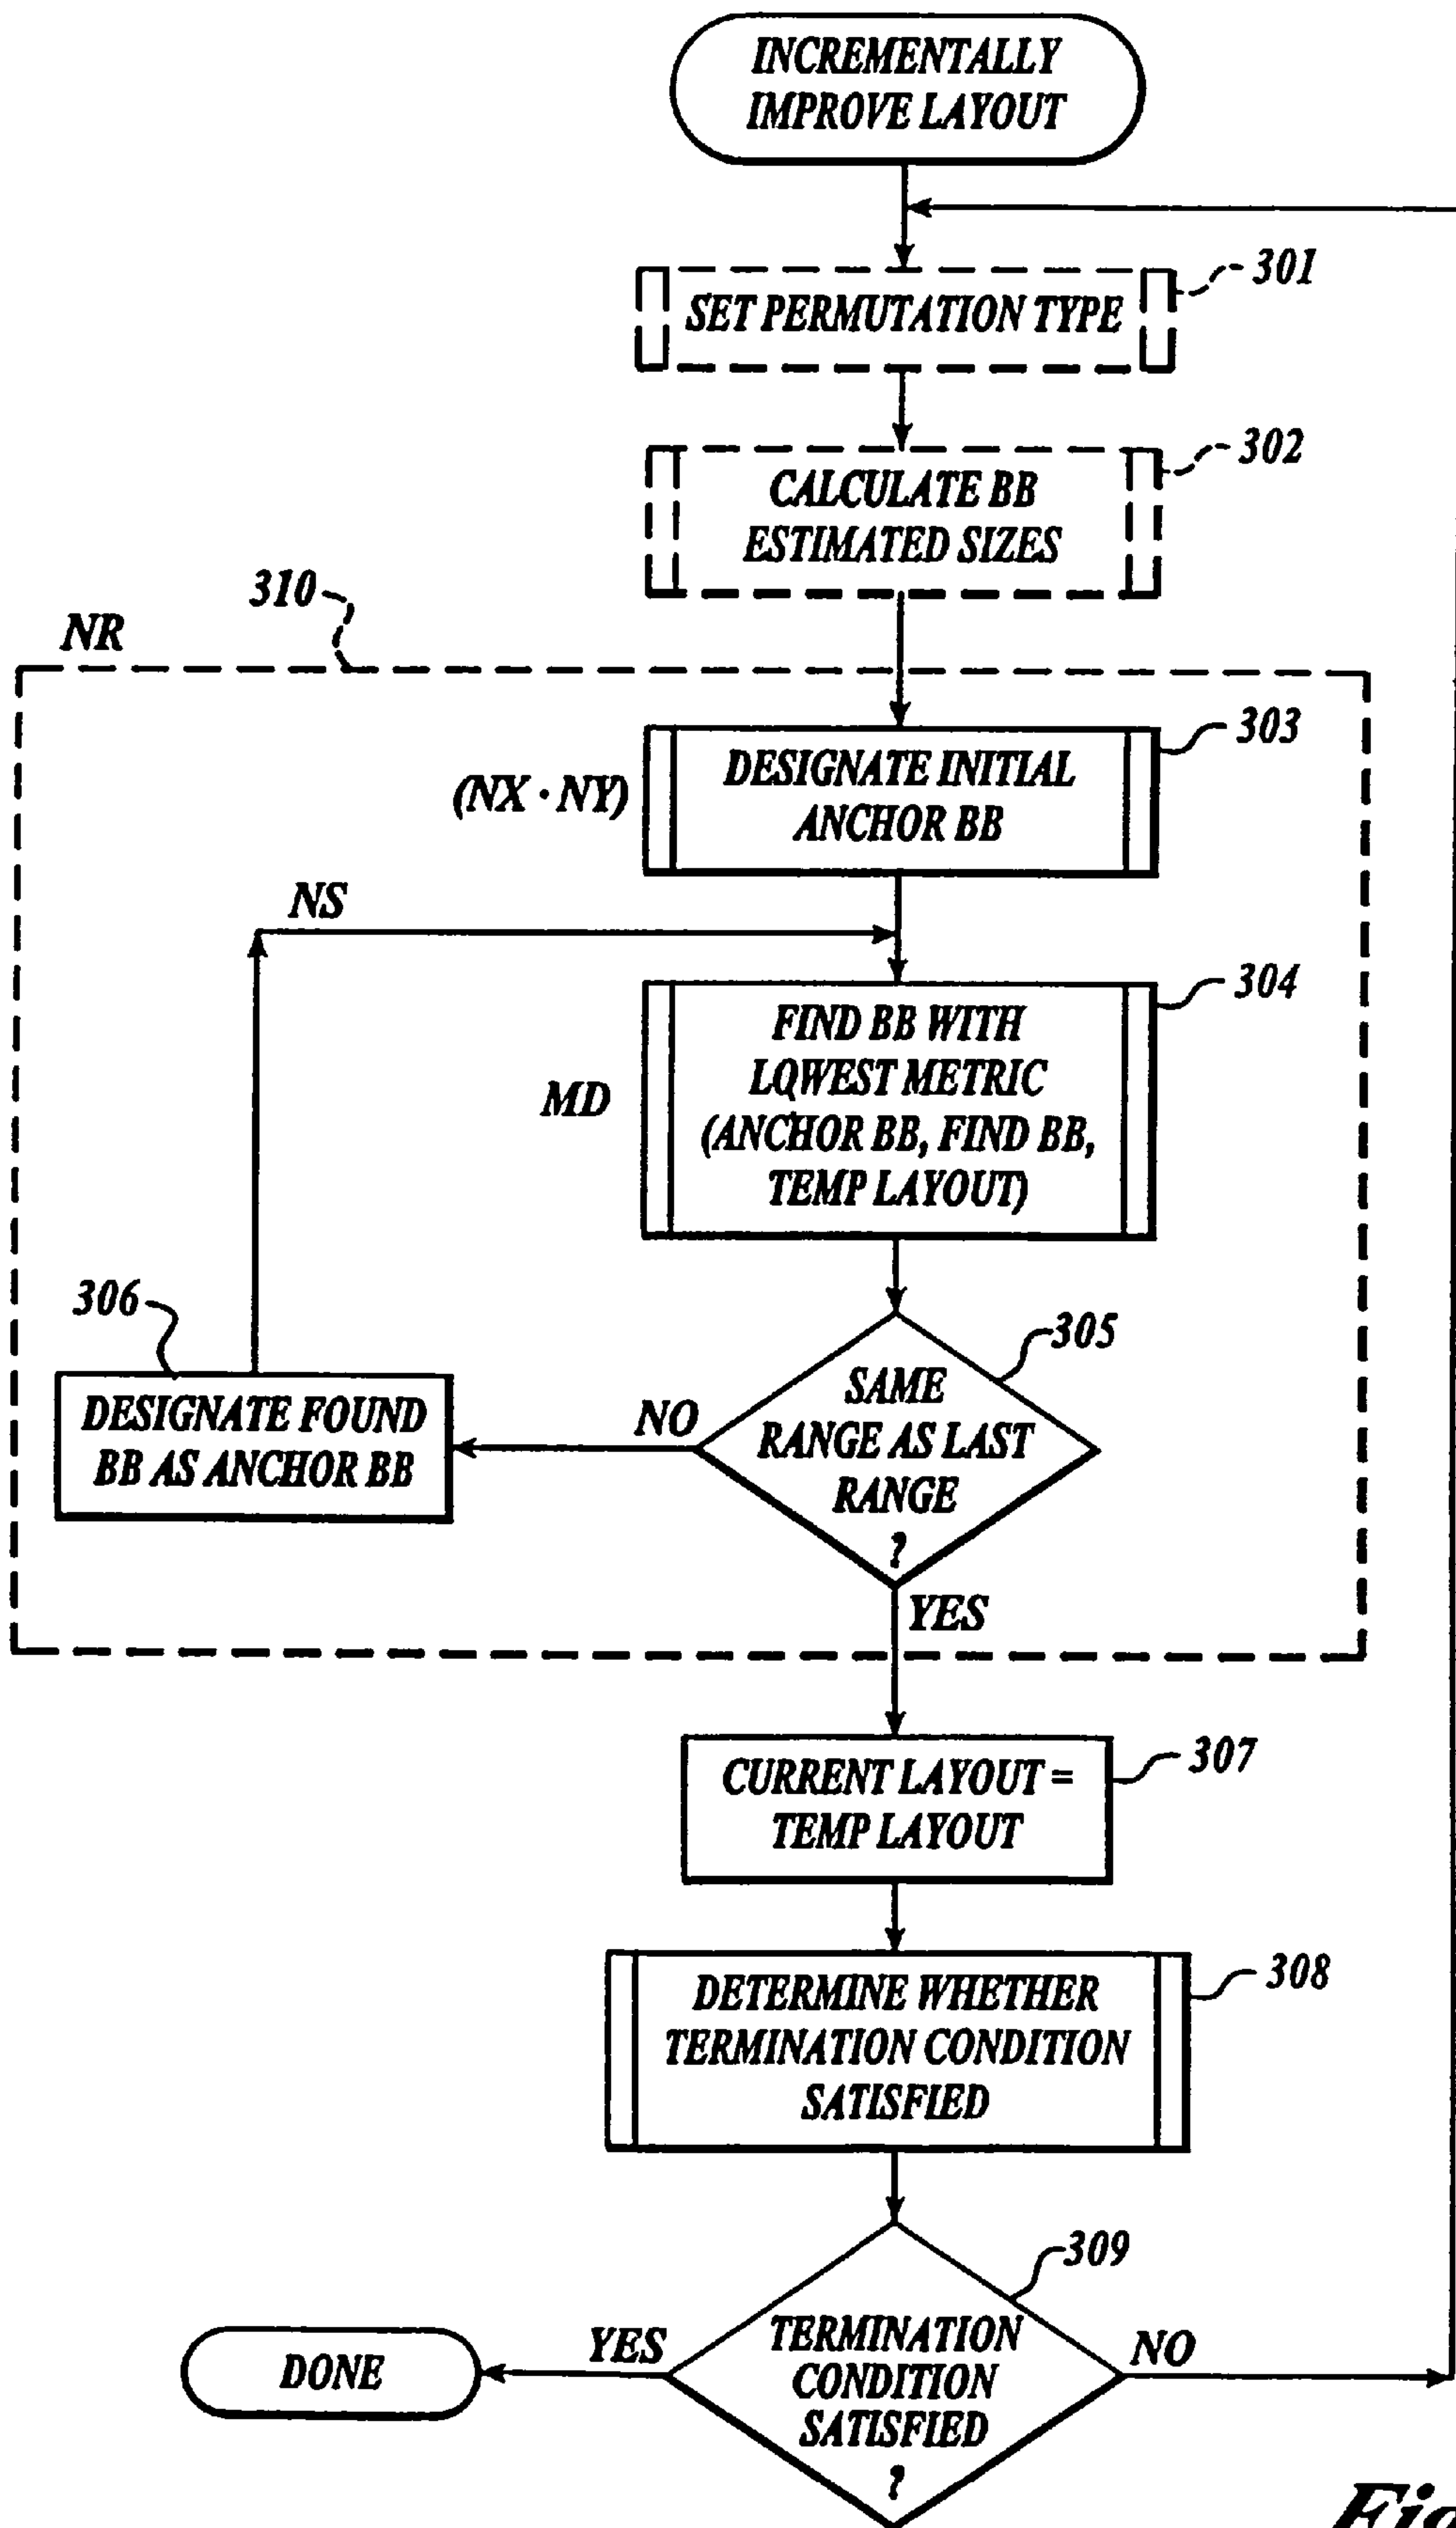 INCREMENTALLY
IMPROVE LAYOUT
301
SET PERMUTATION TYPE
302
CALCULATE BB
ESTIMATED SIZES
310
NR
303
DESIGNATE INITIAL
ANCHOR BB
(NX · NY)
NS
304
FIND BB WITH
LOWEST METRIC
(ANCHOR BB, FIND BB,
TEMP LAYOUT)
MD
305
SAME
RANGE AS LAST
RANGE
?
NO
306
DESIGNATE FOUND
BB AS ANCHOR BB
YES
307
CURRENT LAYOUT =
TEMP LAYOUT
308
DETERMINE WHETHER
TERMINATION CONDITION
SATISFIED
309
TERMINATION
CONDITION
SATISFIED
?
YES
NO
DONE